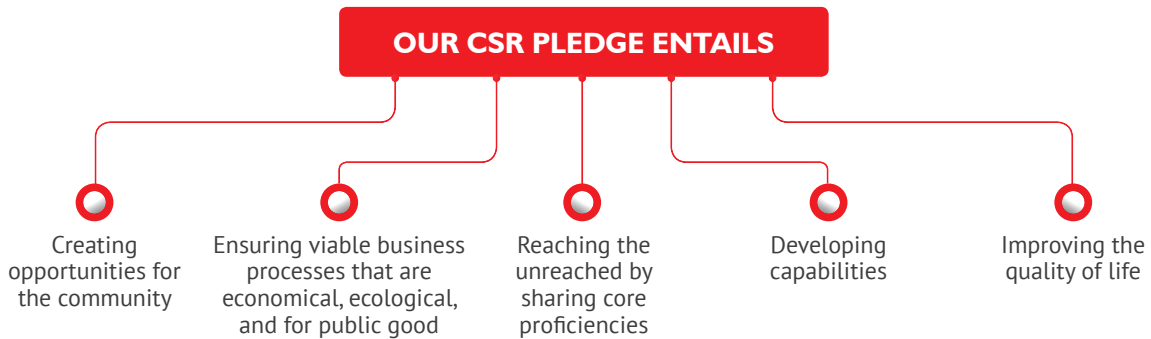 OUR CSR PLEDGE ENTAILS
Creating
opportunities for
the community
Ensuring viable business
processes that are
economical, ecological,
and for public good
Reaching the
unreached by
sharing core
proficiencies
Developing
capabilities
Improving the
quality of life